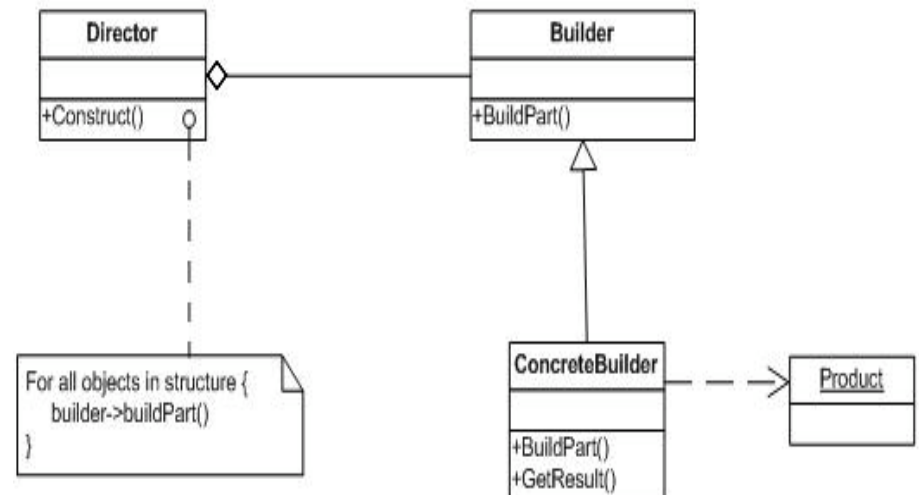 Director
+Construct()
Builder
+BuildPart()
For all objects in structure {
builder->buildPart()
}
ConcreteBuilder
+BuildPart()
+GetResult()
Product